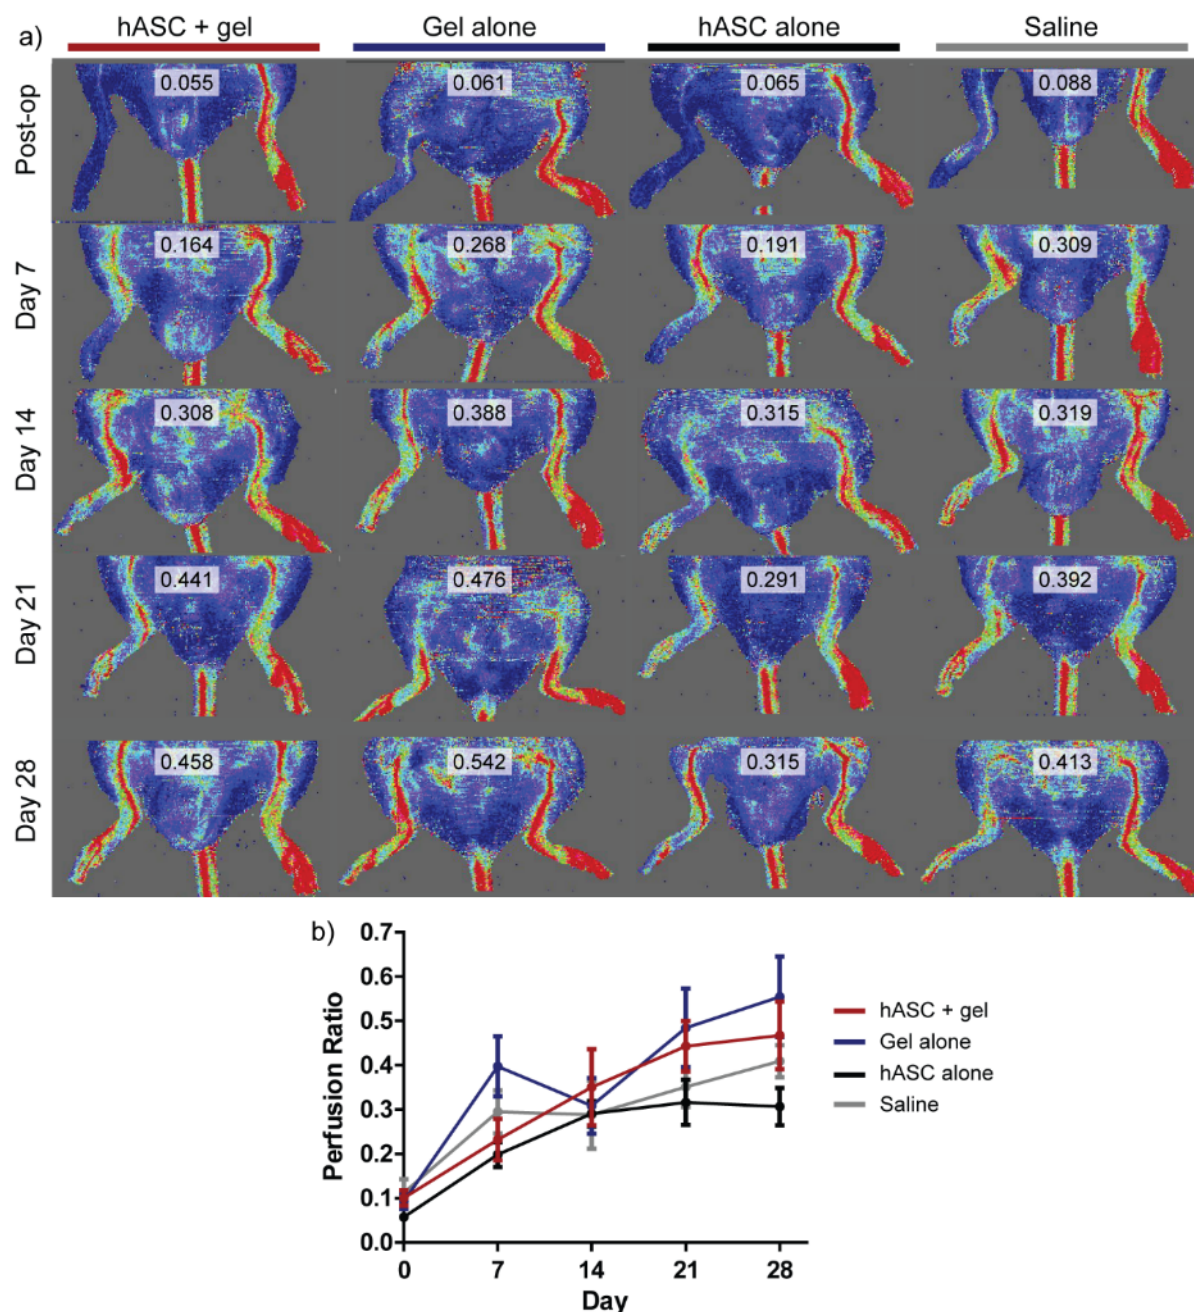 a)
hASC + gel
Gel alone
hASC alone
Saline
Post-op
0.055
0.061
0.065
0.088
Day 7
0.164
0.268
0.191
0.309
Day 14
0.308
0.388
0.315
0.319
Day 21
0.441
0.476
0.291
0.392
Day 28
0.458
0.542
0.315
0.413
b)
Perfusion Ratio
0.7
0.6
0.5
0.4
0.3
0.2
0.1
0.0
0
7
14
21
28
Day
hASC + gel
Gel alone
hASC alone
Saline